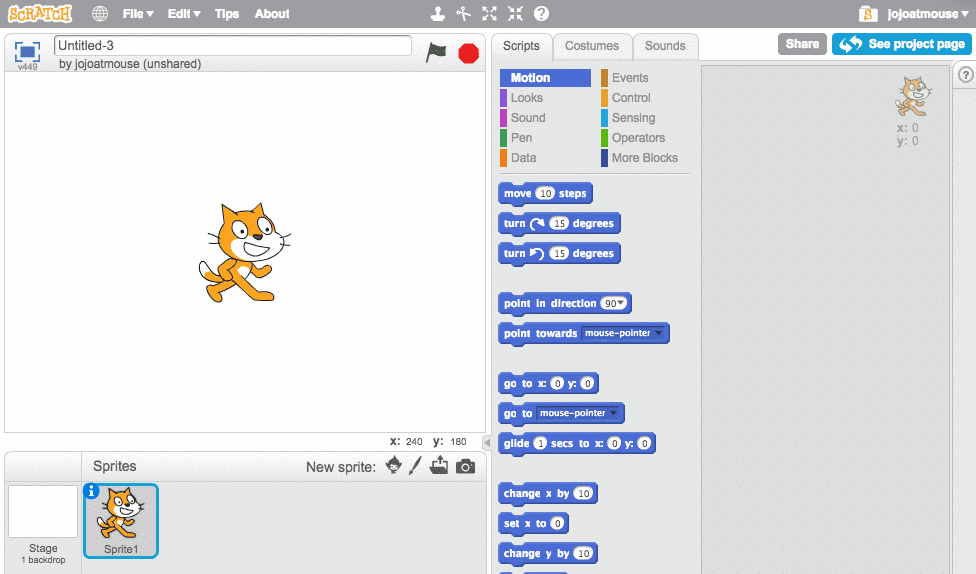 SCRATCH File Edit Tips About jojoatmouse
v449 Untitled-3
by jojoatmouse (unshared)
Scripts Costumes Sounds Share See project page
Motion Events
Looks Control
Sound Sensing
Pen Operators
Data More Blocks
x: 0
y: 0
move 10 steps
turn 15 degrees
turn 15 degrees
point in direction 90
point towards mouse-pointer
go to x: 0 y: 0
go to mouse-pointer
glide 1 secs to x: 0 y: 0
change x by 10
set x to 0
change y by 10
x: 240 y: 180
Sprites New sprite:
Stage
1 backdrop
Sprite1